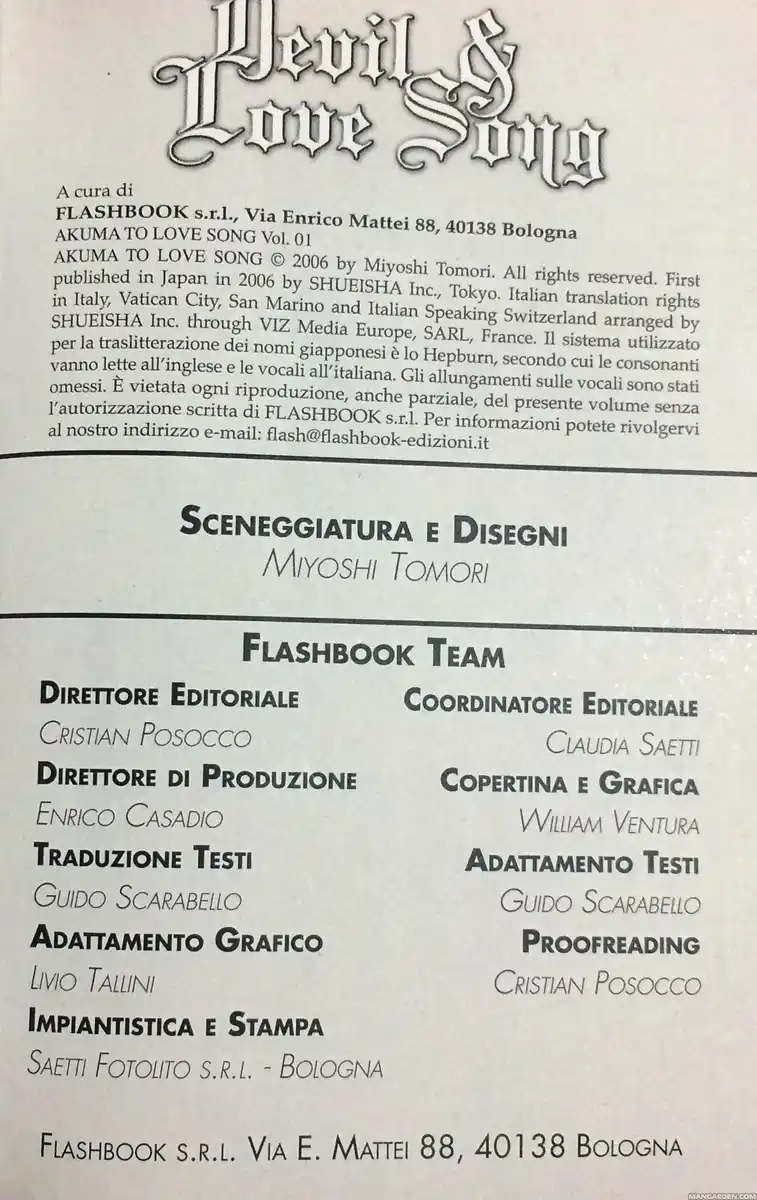 Devil &
Love Song
A cura di
FLASHBOOK s.r.l., Via Enrico Mattei 88, 40138 Bologna
AKUMA TO LOVE SONG Vol. 01
AKUMA TO LOVE SONG © 2006 by Miyoshi Tomori. All rights reserved. First
published in Japan in 2006 by SHUEISHA Inc., Tokyo. Italian translation rights
in Italy, Vatican City, San Marino and Italian Speaking Switzerland arranged by
SHUEISHA Inc. through VIZ Media Europe, SARL, France. Il sistema utilizzato
per la traslitterazione dei nomi giapponesi è lo Hepburn, secondo cui le consonanti
vanno lette all'inglese e le vocali all'italiana. Gli allungamenti sulle vocali sono stati
omessi. È vietata ogni riproduzione, anche parziale, del presente volume senza
l'autorizzazione scritta di FLASHBOOK s.r.l. Per informazioni potete rivolgervi
al nostro indirizzo e-mail: flash@flashbook-edizioni.it
SCENEGGIATURA E DISEGNI
MIYOSHI TOMORI
FLASHBOOK TEAM
DIRETTORE EDITORIALE
CRISTIAN POSOCCO
DIRETTORE DI PRODUZIONE
ENRICO CASADIO
TRADUZIONE TESTI
GUIDO SCARABELLO
ADATTAMENTO GRAFICO
LIVIO TALLINI
IMPIANTISTICA E STAMPA
SAETTI FOTOLITO S.R.L. - BOLOGNA
COORDINATORE EDITORIALE
CLAUDIA SAETTI
COPERTINA E GRAFICA
WILLIAM VENTURA
ADATTAMENTO TESTI
GUIDO SCARABELLO
PROOFREADING
CRISTIAN POSOCCO
FLASHBOOK S.R.L. VIA E. MATTEI 88, 40138 BOLOGNA
MANGAEDEN.COM